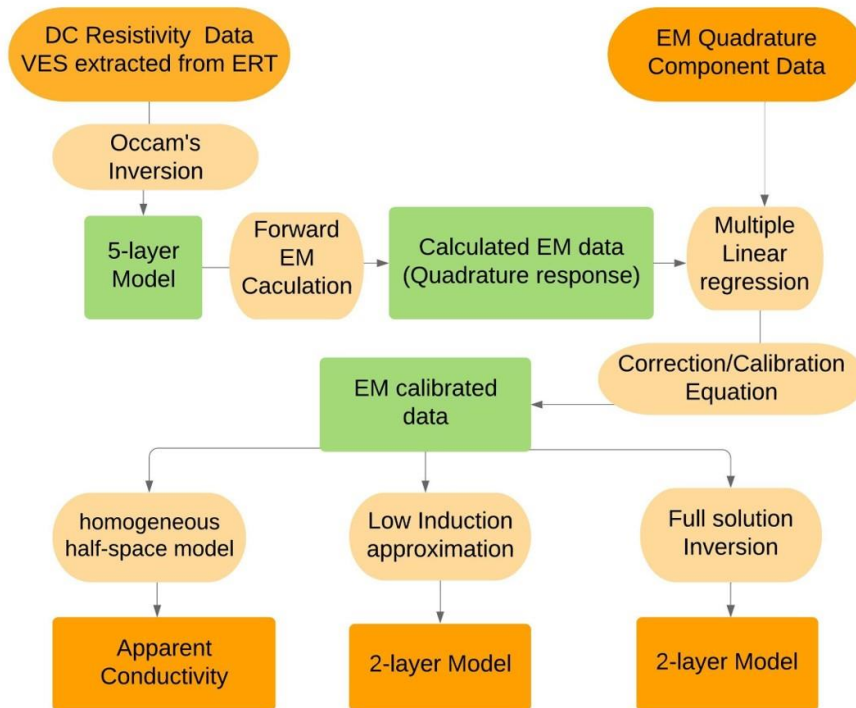 DC Resistivity Data
VES extracted from ERT
EM Quadrature
Component Data
Occam's
Inversion
5-layer
Model
Forward
EM
Caculation
Calculated EM data
(Quadrature response)
Multiple
Linear
regression
Correction/Calibration
Equation
EM calibrated
data
homogeneous
half-space model
Low Induction
approximation
Full solution
Inversion
Apparent
Conductivity
2-layer Model
2-layer Model